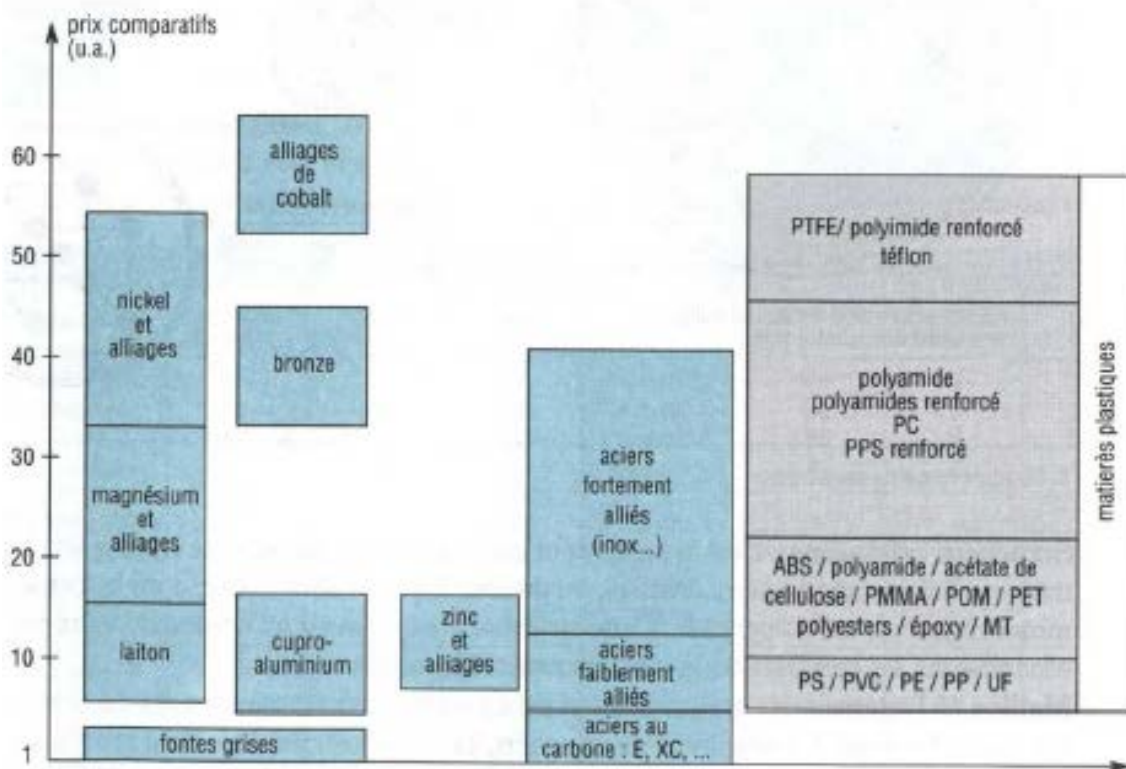 prix comparatifs
(u.a.)
60
50
40
30
20
10
1
alliages
de
cobalt
nickel
et
alliages
bronze
magnésium
et
alliages
laiton
cupro-
aluminium
zinc
et
alliages
fontes grises
aciers
fortement
alliés
(inox...)
aciers
faiblement
alliés
aciers au
carbone : E, XC, ...
PTFE/ polyimide renforcé
téflon
polyamide
polyamides renforcé
PC
PPS renforcé
ABS / polyamide / acétate de
cellulose / PMMA / POM / PET
polyesters / époxy / MT
PS / PVC / PE / PP / UF
matierès plastiques